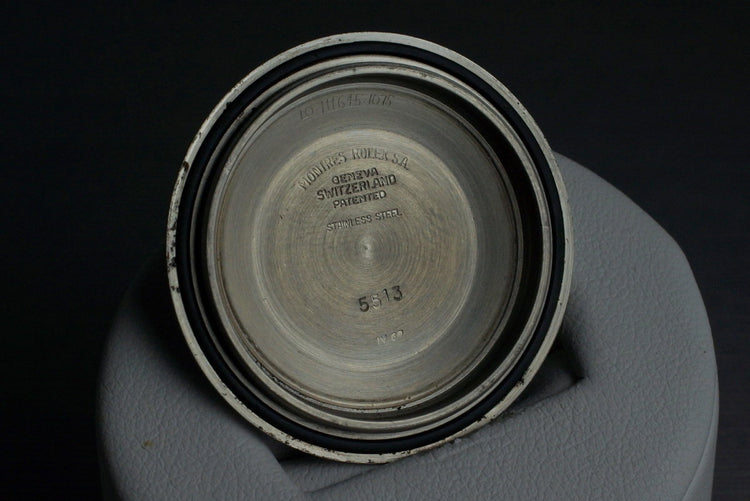 MONTRES ROLEX S.A.
GENEVA
SWITZERLAND
PATENTED
STAINLESS STEEL
5513